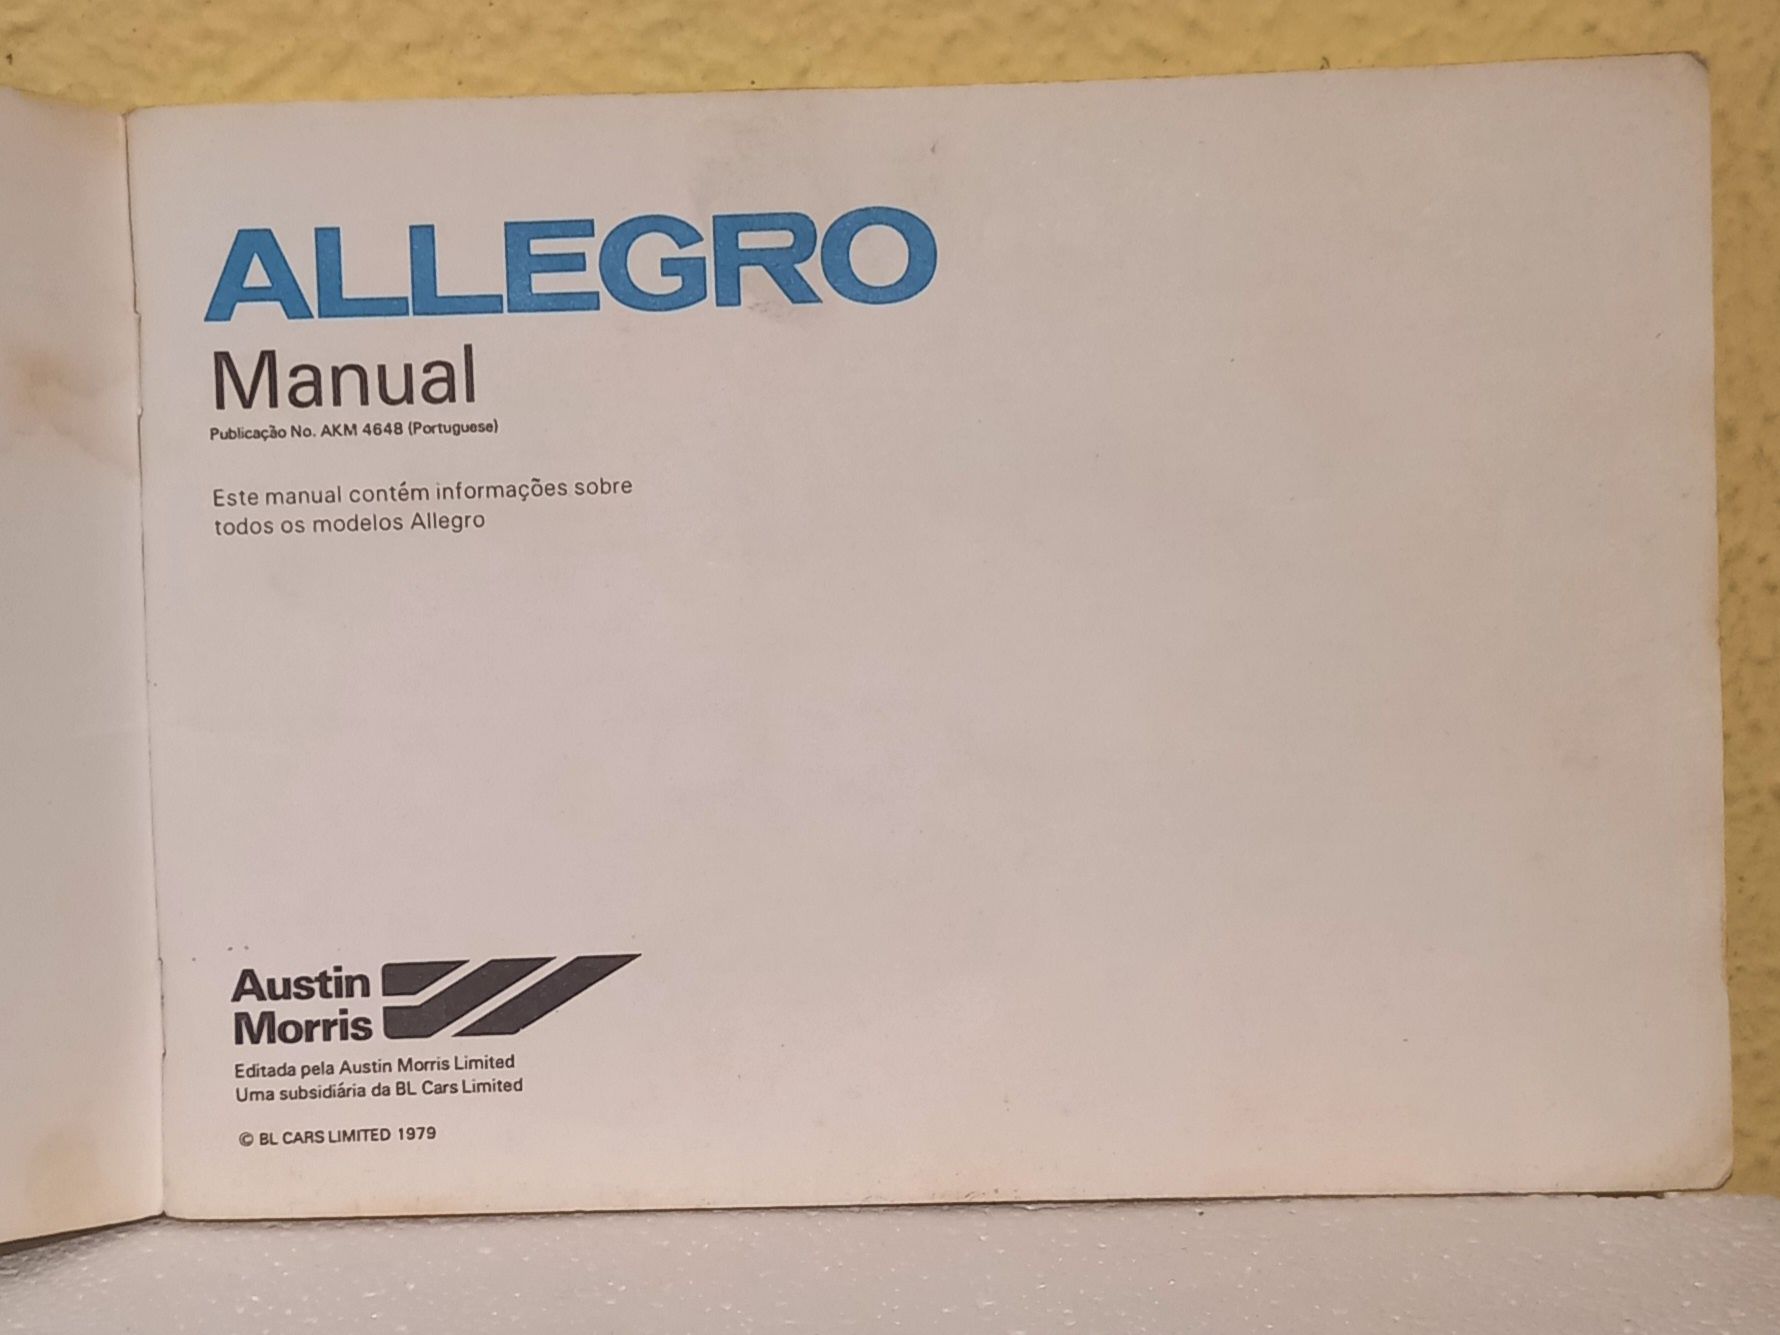 ALLEGRO
Manual
Publicação No. AKM 4648 (Portuguese)
Este manual contém informações sobre
todos os modelos Allegro
Austin
Morris
Editada pela Austin Morris Limited
Uma subsidiária da BL Cars Limited
© BL CARS LIMITED 1979